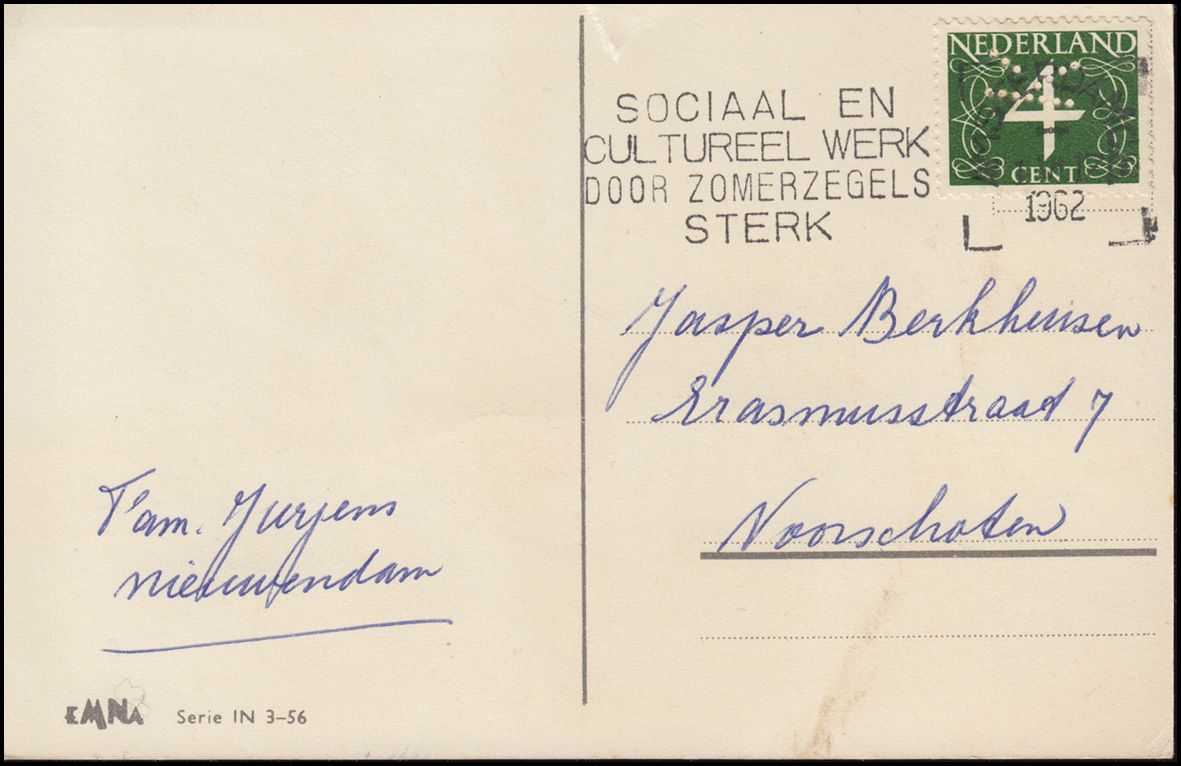 SOCIAAL EN
CULTUREEL WERK
DOOR ZOMERZEGELS
STERK
NEDERLAND
4
CENT
1962
Jasper Berkhuisen
Erasmusstraat 7
Voorschoten
Fam. Jurjens
Nieuwendam
EMNA Serie IN 3-56